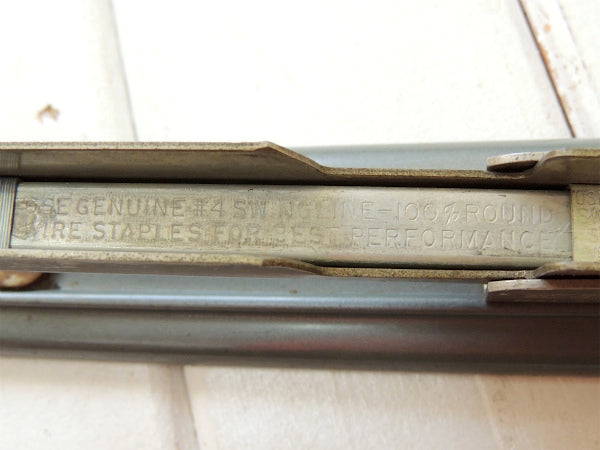 USE GENUINE #4 SWINGLINE-100% ROUND
WIRE STAPLES FOR BEST PERFORMANCE